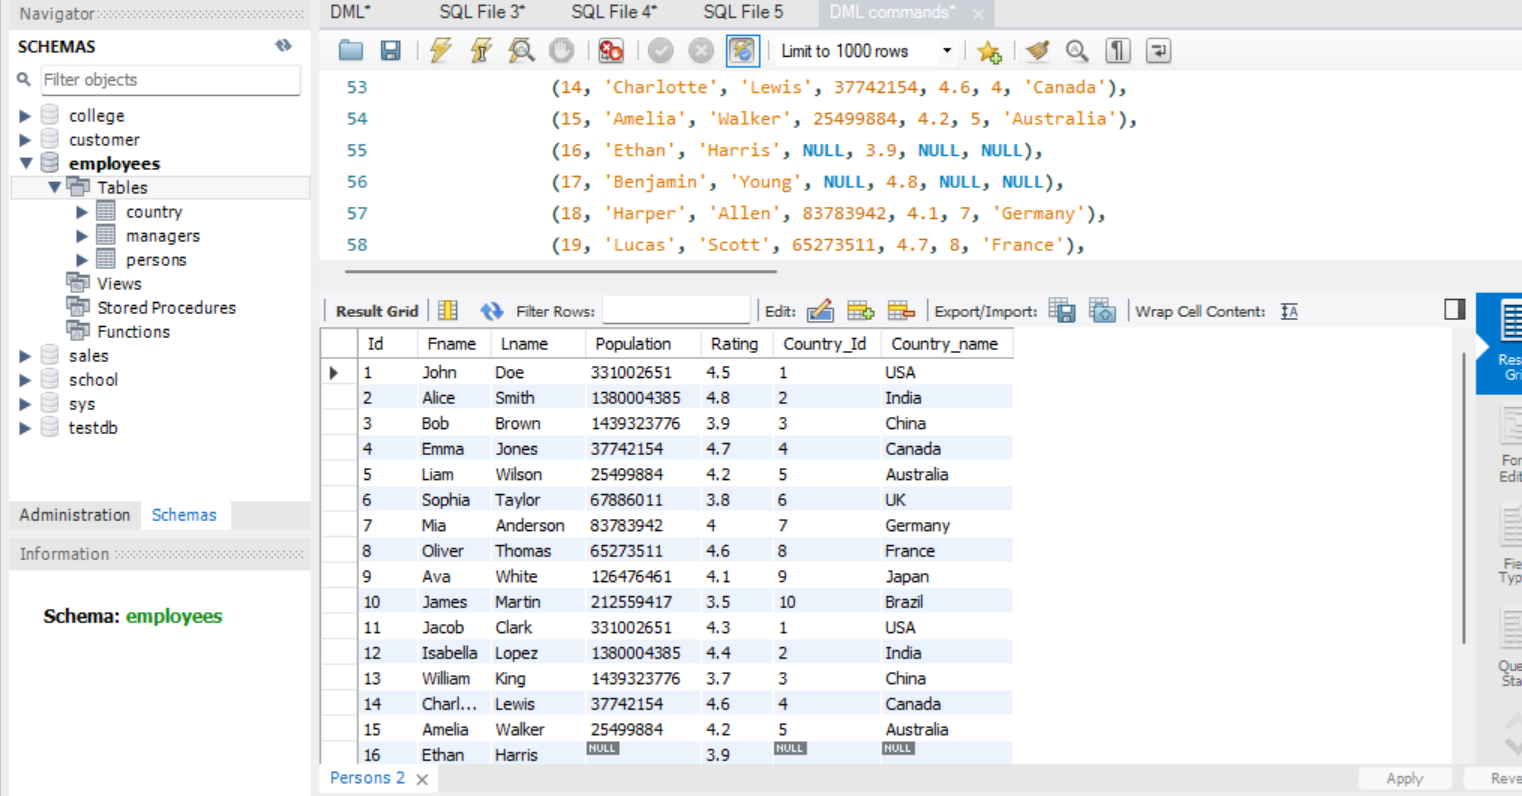 Navigator
SCHEMAS
Filter objects
college
customer
employees
Tables
country
managers
persons
Views
Stored Procedures
Functions
sales
school
sys
testdb
Administration Schemas
Information
Schema: employees
DML* SQL File 3* SQL File 4* SQL File 5 DML commands*
Limit to 1000 rows
53 (14, 'Charlotte', 'Lewis', 37742154, 4.6, 4, 'Canada'),
54 (15, 'Amelia', 'Walker', 25499884, 4.2, 5, 'Australia'),
55 (16, 'Ethan', 'Harris', NULL, 3.9, NULL, NULL),
56 (17, 'Benjamin', 'Young', NULL, 4.8, NULL, NULL),
57 (18, 'Harper', 'Allen', 83783942, 4.1, 7, 'Germany'),
58 (19, 'Lucas', 'Scott', 65273511, 4.7, 8, 'France'),
Result Grid Filter Rows: Edit: Export/Import: Wrap Cell Content:
Id Fname Lname Population Rating Country_Id Country_name
1 John Doe 331002651 4.5 1 USA
2 Alice Smith 1380004385 4.8 2 India
3 Bob Brown 1439323776 3.9 3 China
4 Emma Jones 37742154 4.7 4 Canada
5 Liam Wilson 25499884 4.2 5 Australia
6 Sophia Taylor 67886011 3.8 6 UK
7 Mia Anderson 83783942 4 7 Germany
8 Oliver Thomas 65273511 4.6 8 France
9 Ava White 126476461 4.1 9 Japan
10 James Martin 212559417 3.5 10 Brazil
11 Jacob Clark 331002651 4.3 1 USA
12 Isabella Lopez 1380004385 4.4 2 India
13 William King 1439323776 3.7 3 China
14 Charl... Lewis 37742154 4.6 4 Canada
15 Amelia Walker 25499884 4.2 5 Australia
16 Ethan Harris NULL 3.9 NULL NULL
Persons 2
Apply Reve
Res
Gri
For
Edit
Fie
Typ
Que
Sta